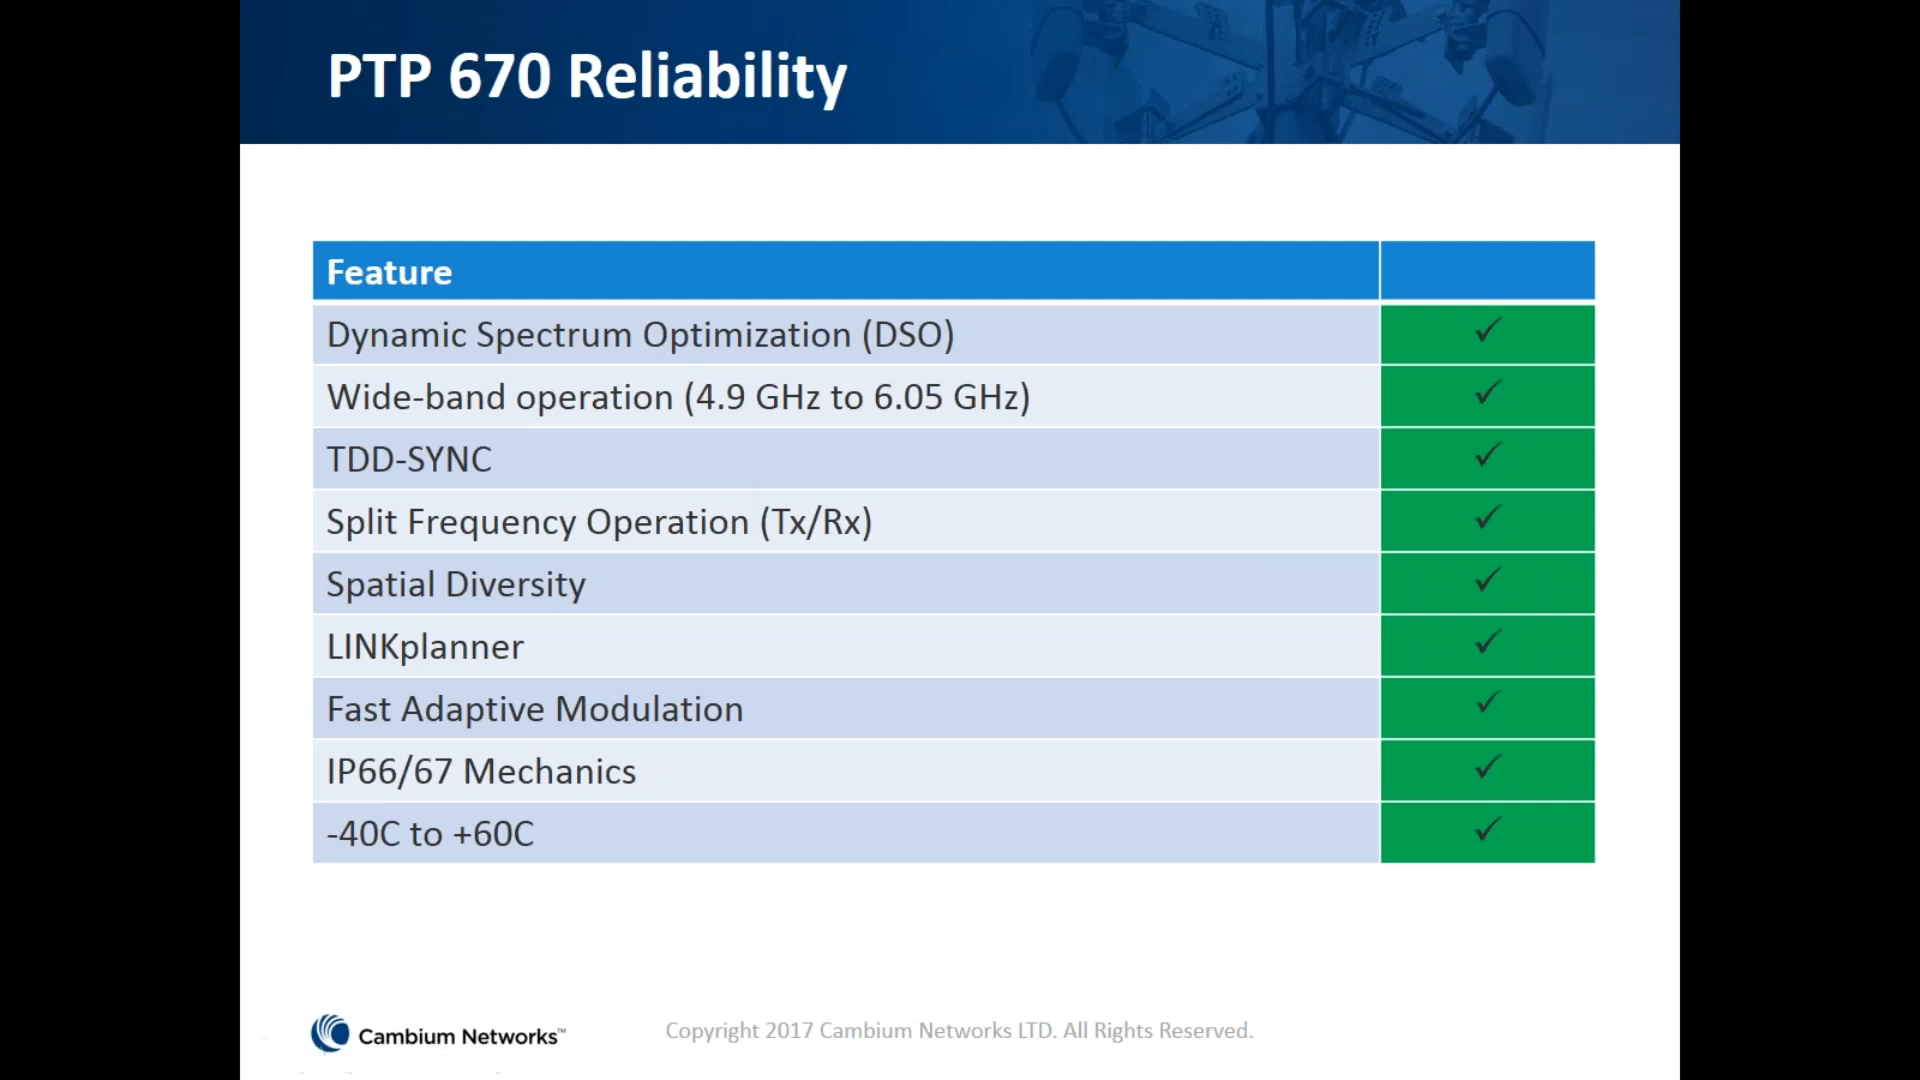 PTP 670 Reliability
Feature
Dynamic Spectrum Optimization (DSO) ✓
Wide-band operation (4.9 GHz to 6.05 GHz) ✓
TDD-SYNC ✓
Split Frequency Operation (Tx/Rx) ✓
Spatial Diversity ✓
LINKplanner ✓
Fast Adaptive Modulation ✓
IP66/67 Mechanics ✓
-40C to +60C ✓
Cambium Networks™
Copyright 2017 Cambium Networks LTD. All Rights Reserved.